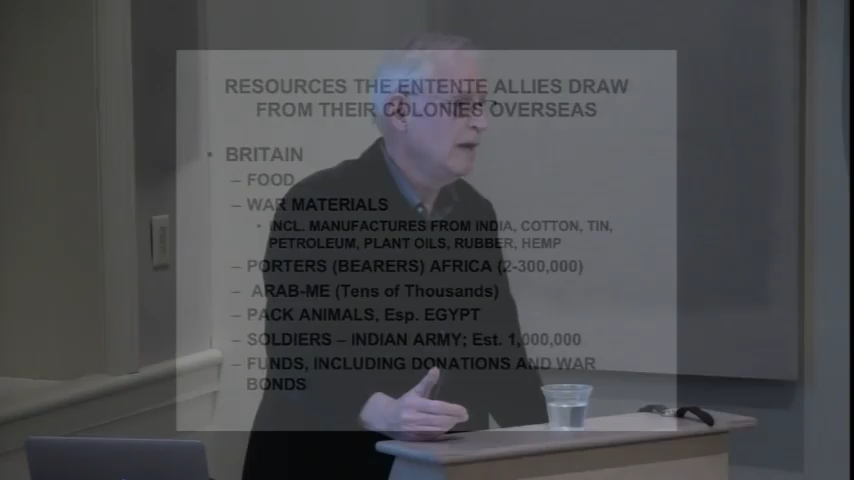 RESOURCES THE ENTENTE ALLIES DRAW
FROM THEIR COLONIES OVERSEAS
• BRITAIN
– FOOD
– WAR MATERIALS
• INCL. MANUFACTURES FROM INDIA, COTTON, TIN,
PETROLEUM, PLANT OILS, RUBBER, HEMP
– PORTERS (BEARERS) AFRICA (2-300,000)
– ARAB-ME (Tens of Thousands)
– PACK ANIMALS, Esp. EGYPT
– SOLDIERS – INDIAN ARMY; Est. 1,000,000
– FUNDS, INCLUDING DONATIONS AND WAR
BONDS